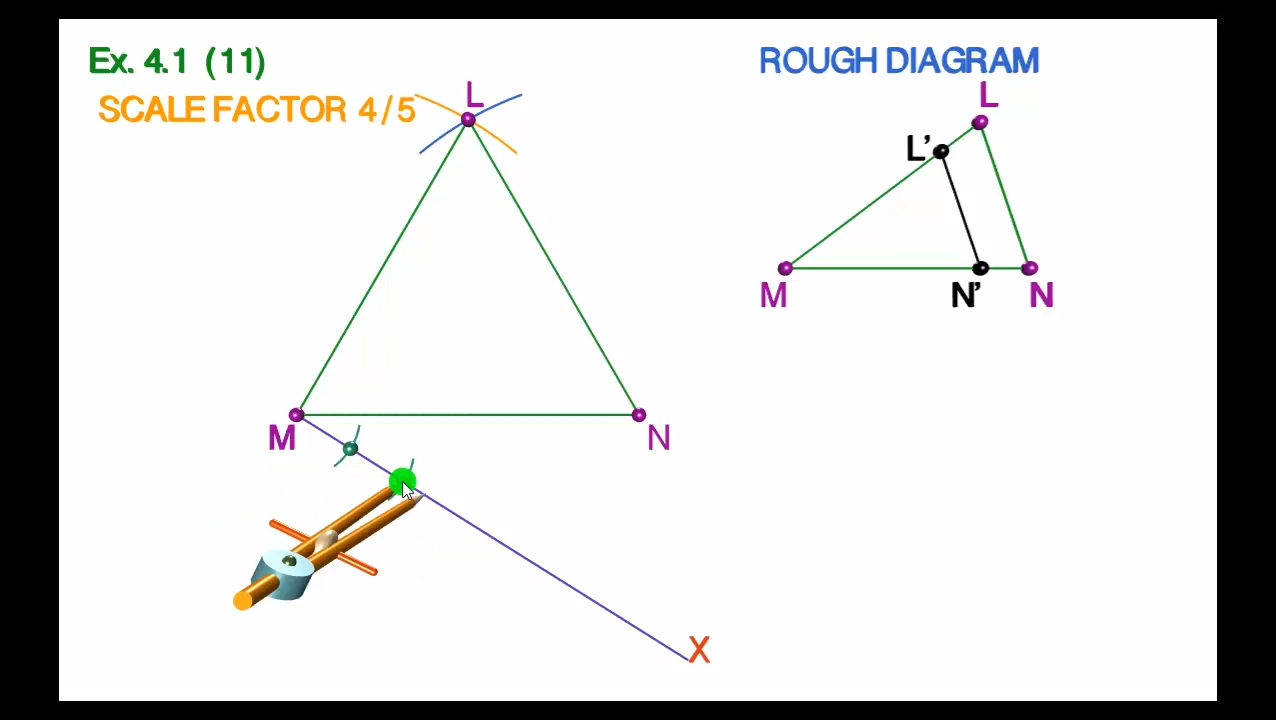 Ex. 4.1 (11)
SCALE FACTOR 4/5
L
M
N
X
ROUGH DIAGRAM
L
L’
M
N’
N